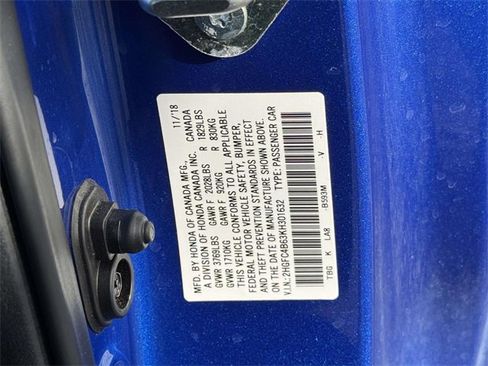 MFD. BY HONDA OF CANADA MFG., 11/18
A DIVISION OF HONDA CANADA INC. CANADA
GVWR 3769LBS GAWR F 2028LBS R 1829LBS
GVWR 1710KG GAWR F 920KG R 830KG
THIS VEHICLE CONFORMS TO ALL APPLICABLE
FEDERAL MOTOR VEHICLE SAFETY, BUMPER,
AND THEFT PREVENTION STANDARDS IN EFFECT
ON THE DATE OF MANUFACTURE SHOWN ABOVE.
V.I.N.: 2HGFC4B63KH301632 TYPE: PASSENGER CAR
TBG K LA8 B593M V H